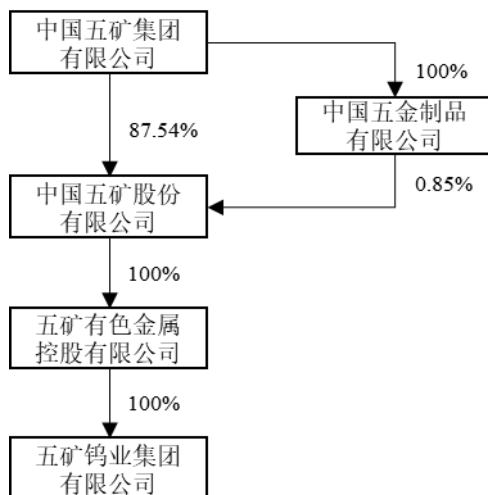 中国五矿集团
有限公司
100%
中国五金制品
有限公司
87.54%
0.85%
中国五矿股份
有限公司
100%
五矿有色金属
控股有限公司
100%
五矿钨业集团
有限公司